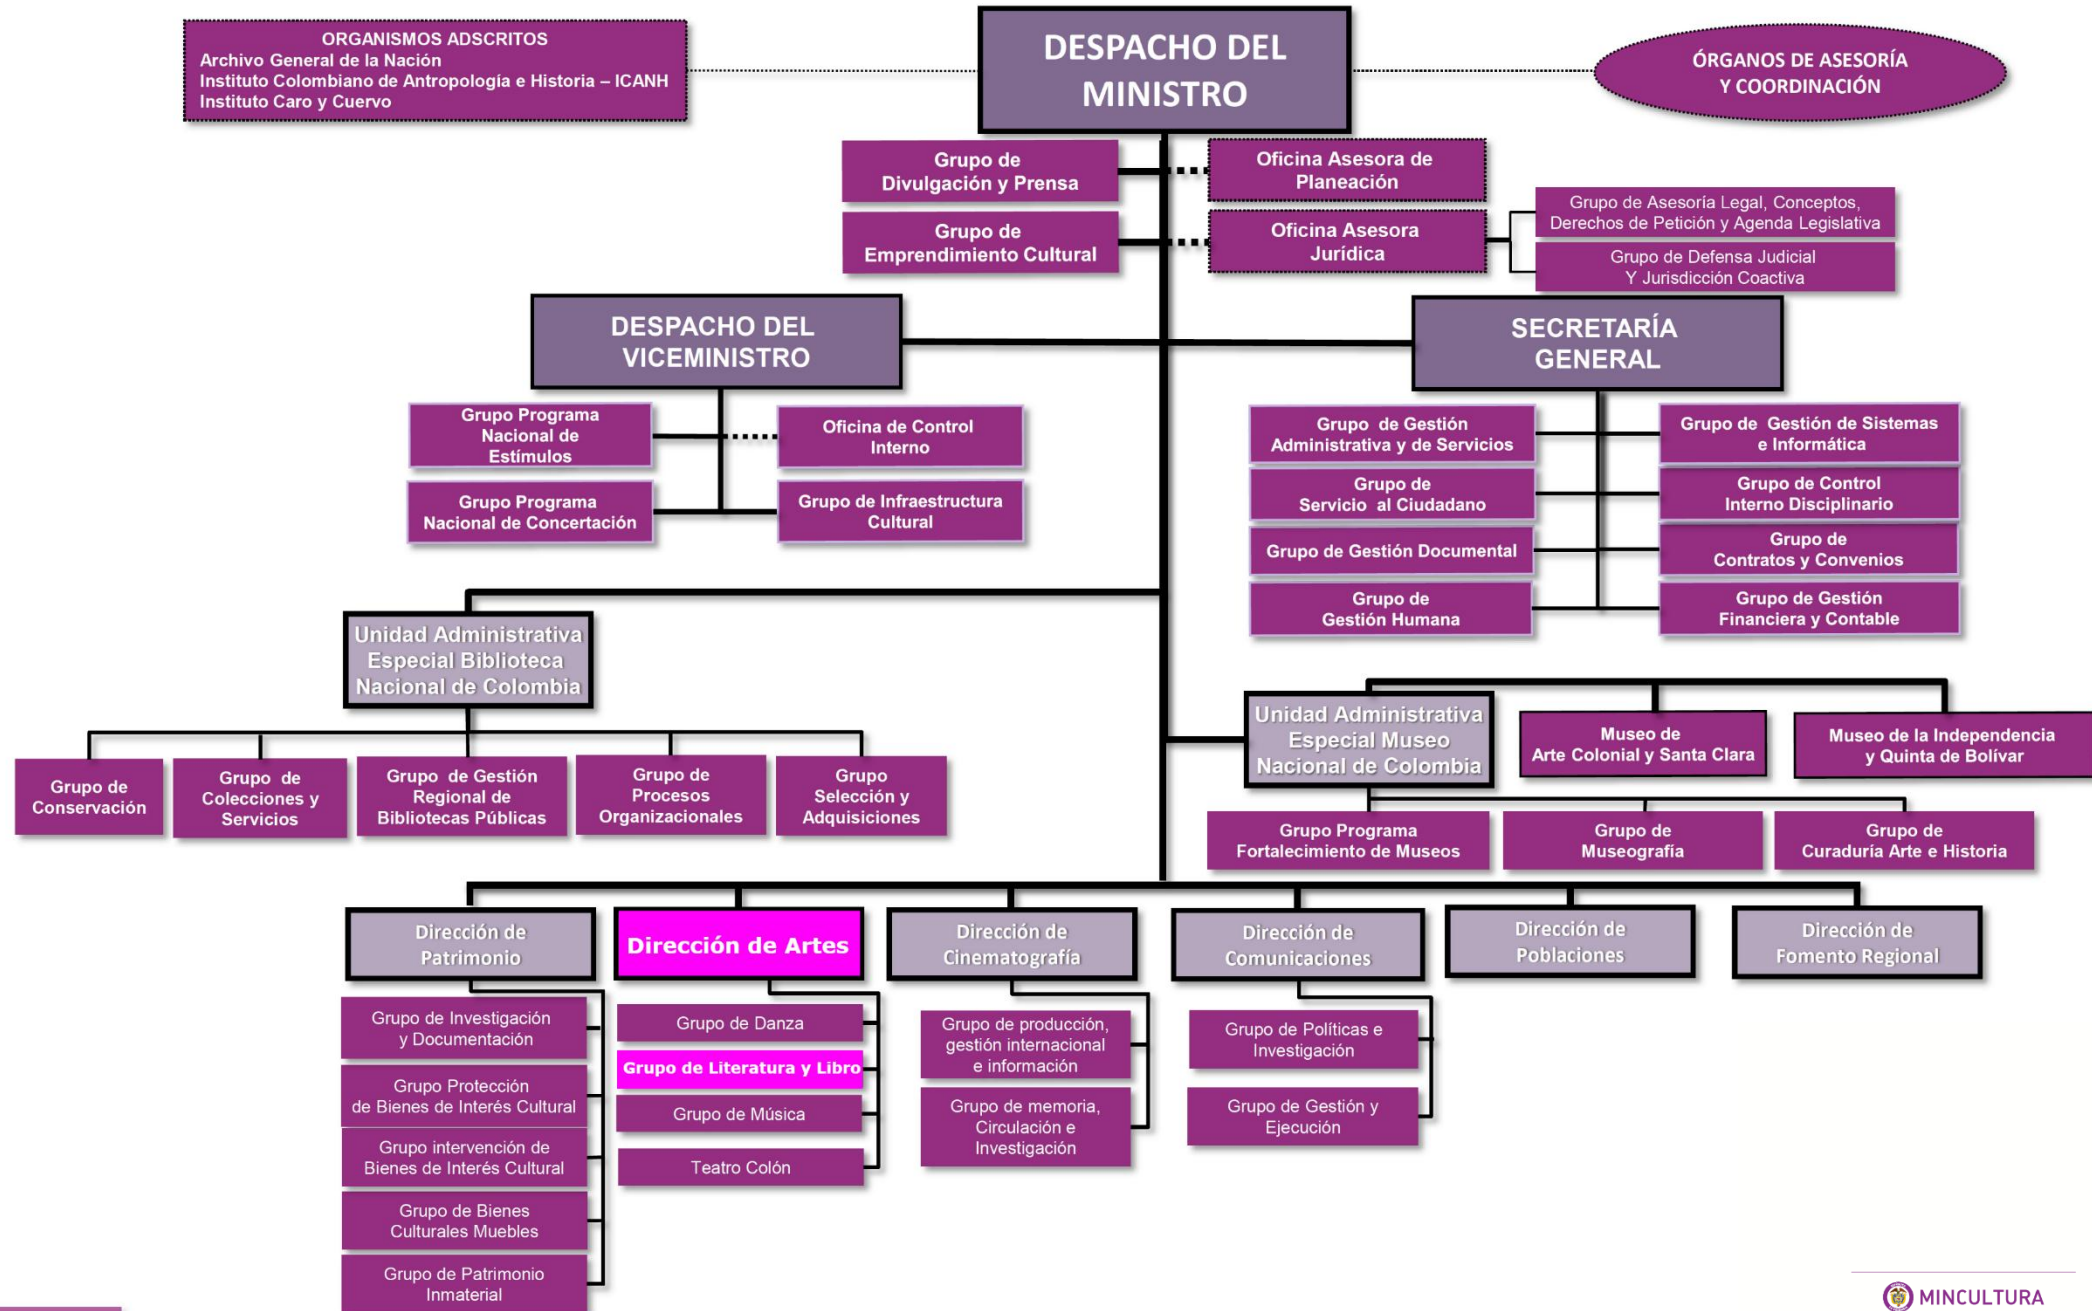 ORGANISMOS ADSCRITOS
Archivo General de la Nación
Instituto Colombiano de Antropología e Historia – ICANH
Instituto Caro y Cuervo
DESPACHO DEL
MINISTRO
ÓRGANOS DE ASESORÍA
Y COORDINACIÓN
Grupo de
Divulgación y Prensa
Oficina Asesora de
Planeación
Grupo de
Emprendimiento Cultural
Oficina Asesora
Jurídica
Grupo de Asesoría Legal, Conceptos,
Derechos de Petición y Agenda Legislativa
Grupo de Defensa Judicial
Y Jurisdicción Coactiva
DESPACHO DEL
VICEMINISTRO
SECRETARÍA
GENERAL
Grupo Programa
Nacional de
Estímulos
Oficina de Control
Interno
Grupo Programa
Nacional de Concertación
Grupo de Infraestructura
Cultural
Grupo de Gestión
Administrativa y de Servicios
Grupo de Gestión de Sistemas
e Informática
Grupo de
Servicio al Ciudadano
Grupo de Control
Interno Disciplinario
Grupo de Gestión Documental
Grupo de
Contratos y Convenios
Grupo de
Gestión Humana
Grupo de Gestión
Financiera y Contable
Unidad Administrativa
Especial Biblioteca
Nacional de Colombia
Grupo de
Conservación
Grupo de
Colecciones y
Servicios
Grupo de Gestión
Regional de
Bibliotecas Públicas
Grupo de
Procesos
Organizacionales
Grupo
Selección y
Adquisiciones
Unidad Administrativa
Especial Museo
Nacional de Colombia
Museo de
Arte Colonial y Santa Clara
Museo de la Independencia
y Quinta de Bolívar
Grupo Programa
Fortalecimiento de Museos
Grupo de
Museografía
Grupo de
Curaduría Arte e Historia
Dirección de
Patrimonio
Dirección de Artes
Dirección de
Cinematografía
Dirección de
Comunicaciones
Dirección de
Poblaciones
Dirección de
Fomento Regional
Grupo de Investigación
y Documentación
Grupo Protección
de Bienes de Interés Cultural
Grupo intervención de
Bienes de Interés Cultural
Grupo de Bienes
Culturales Muebles
Grupo de Patrimonio
Inmaterial
Grupo de Danza
Grupo de Literatura y Libro
Grupo de Música
Teatro Colón
Grupo de producción,
gestión internacional
e información
Grupo de memoria,
Circulación e
Investigación
Grupo de Políticas e
Investigación
Grupo de Gestión y
Ejecución
MINCULTURA